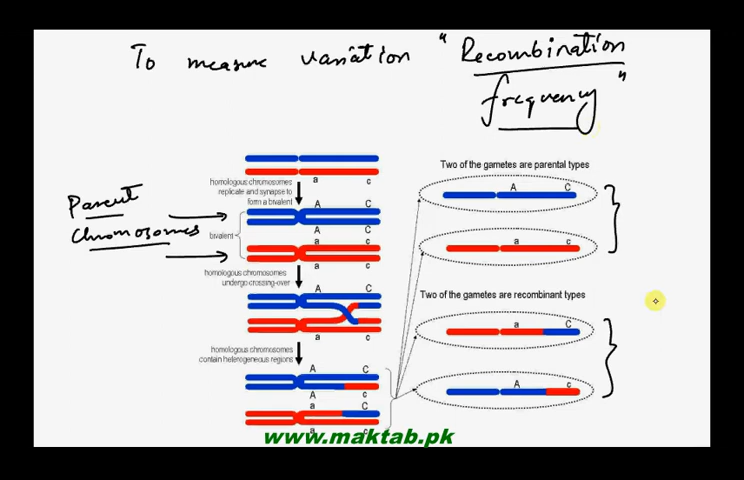 To measure variation "Recombination
frequency"
Parent
Chromosomes
a c
homologous chromosomes
replicate and synapse to
form a bivalent
A C
A C
bivalent
a c
a c
homologous chromosomes
undergo crossing-over
A C
a c
homologous chromosomes
contain heterogeneous regions
A C
A c
a C
a c
Two of the gametes are parental types
A C
a c
Two of the gametes are recombinant types
a C
A c
www.maktab.pk